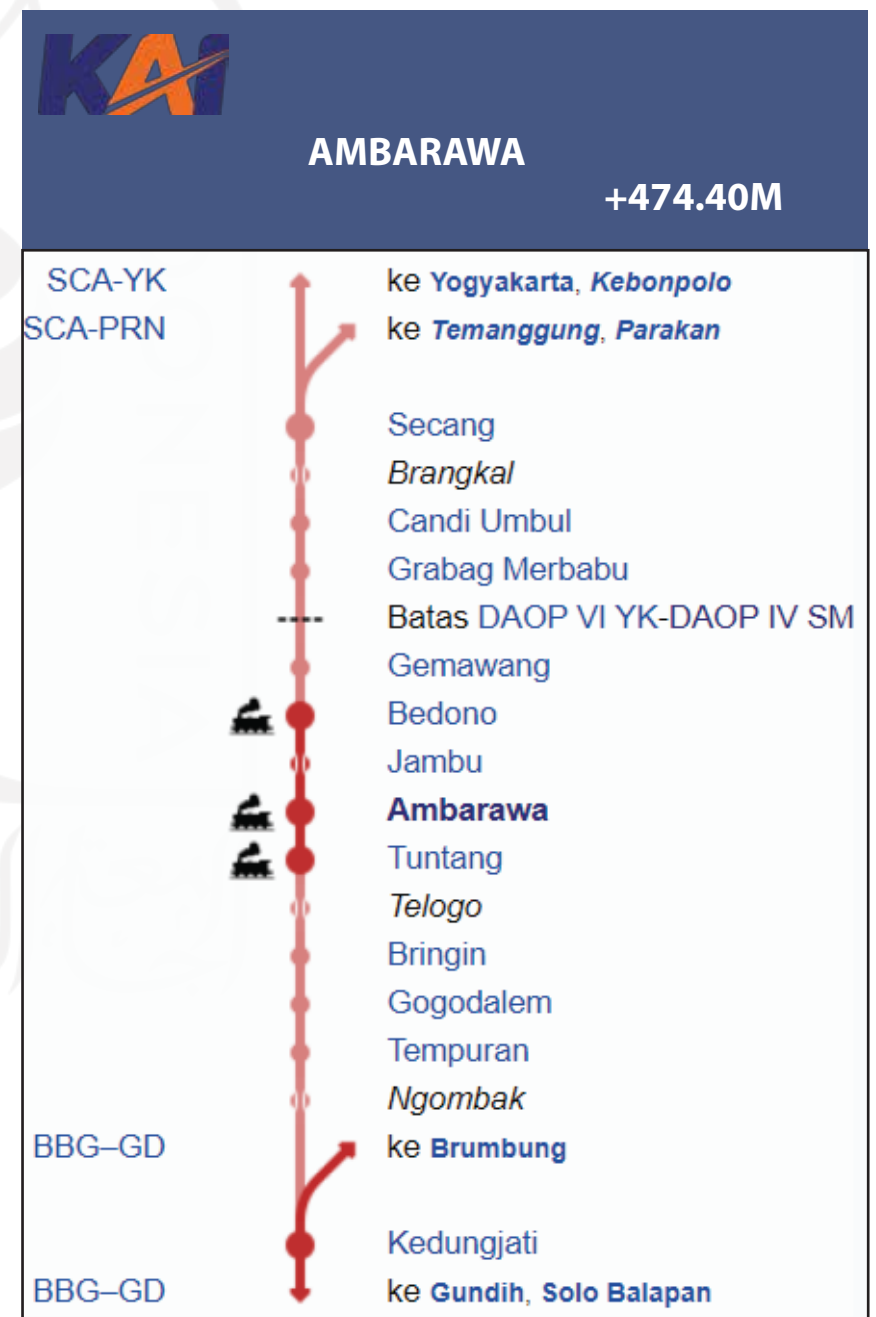 KAI
AMBARAWA
+474.40M
SCA-YK ke Yogyakarta, Kebonpolo
SCA-PRN ke Temanggung, Parakan
Secang
Brangkal
Candi Umbul
Grabag Merbabu
Batas DAOP VI YK-DAOP IV SM
Gemawang
Bedono
Jambu
Ambarawa
Tuntang
Telogo
Bringin
Gogodalem
Tempuran
Ngombak
BBG–GD ke Brumbung
Kedungjati
BBG–GD ke Gundih, Solo Balapan